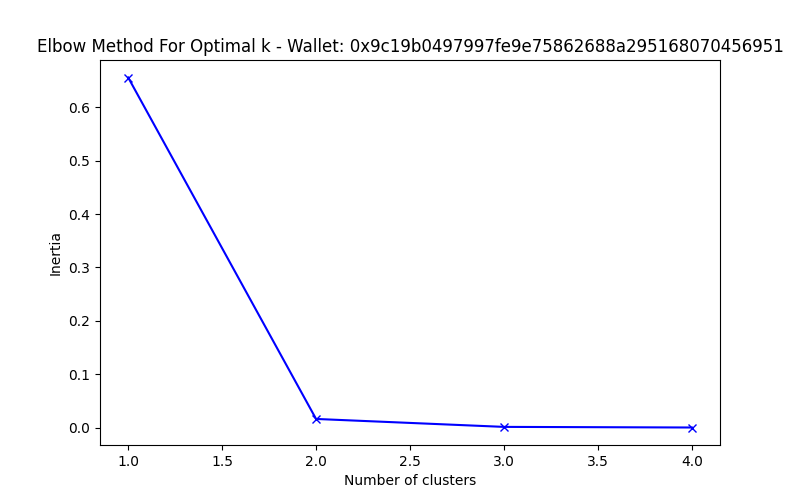 Elbow Method For Optimal k - Wallet: 0x9c19b0497997fe9e75862688a295168070456951
0.6
0.5
0.4
0.3
0.2
0.1
0.0
Inertia
1.0 1.5 2.0 2.5 3.0 3.5 4.0
Number of clusters